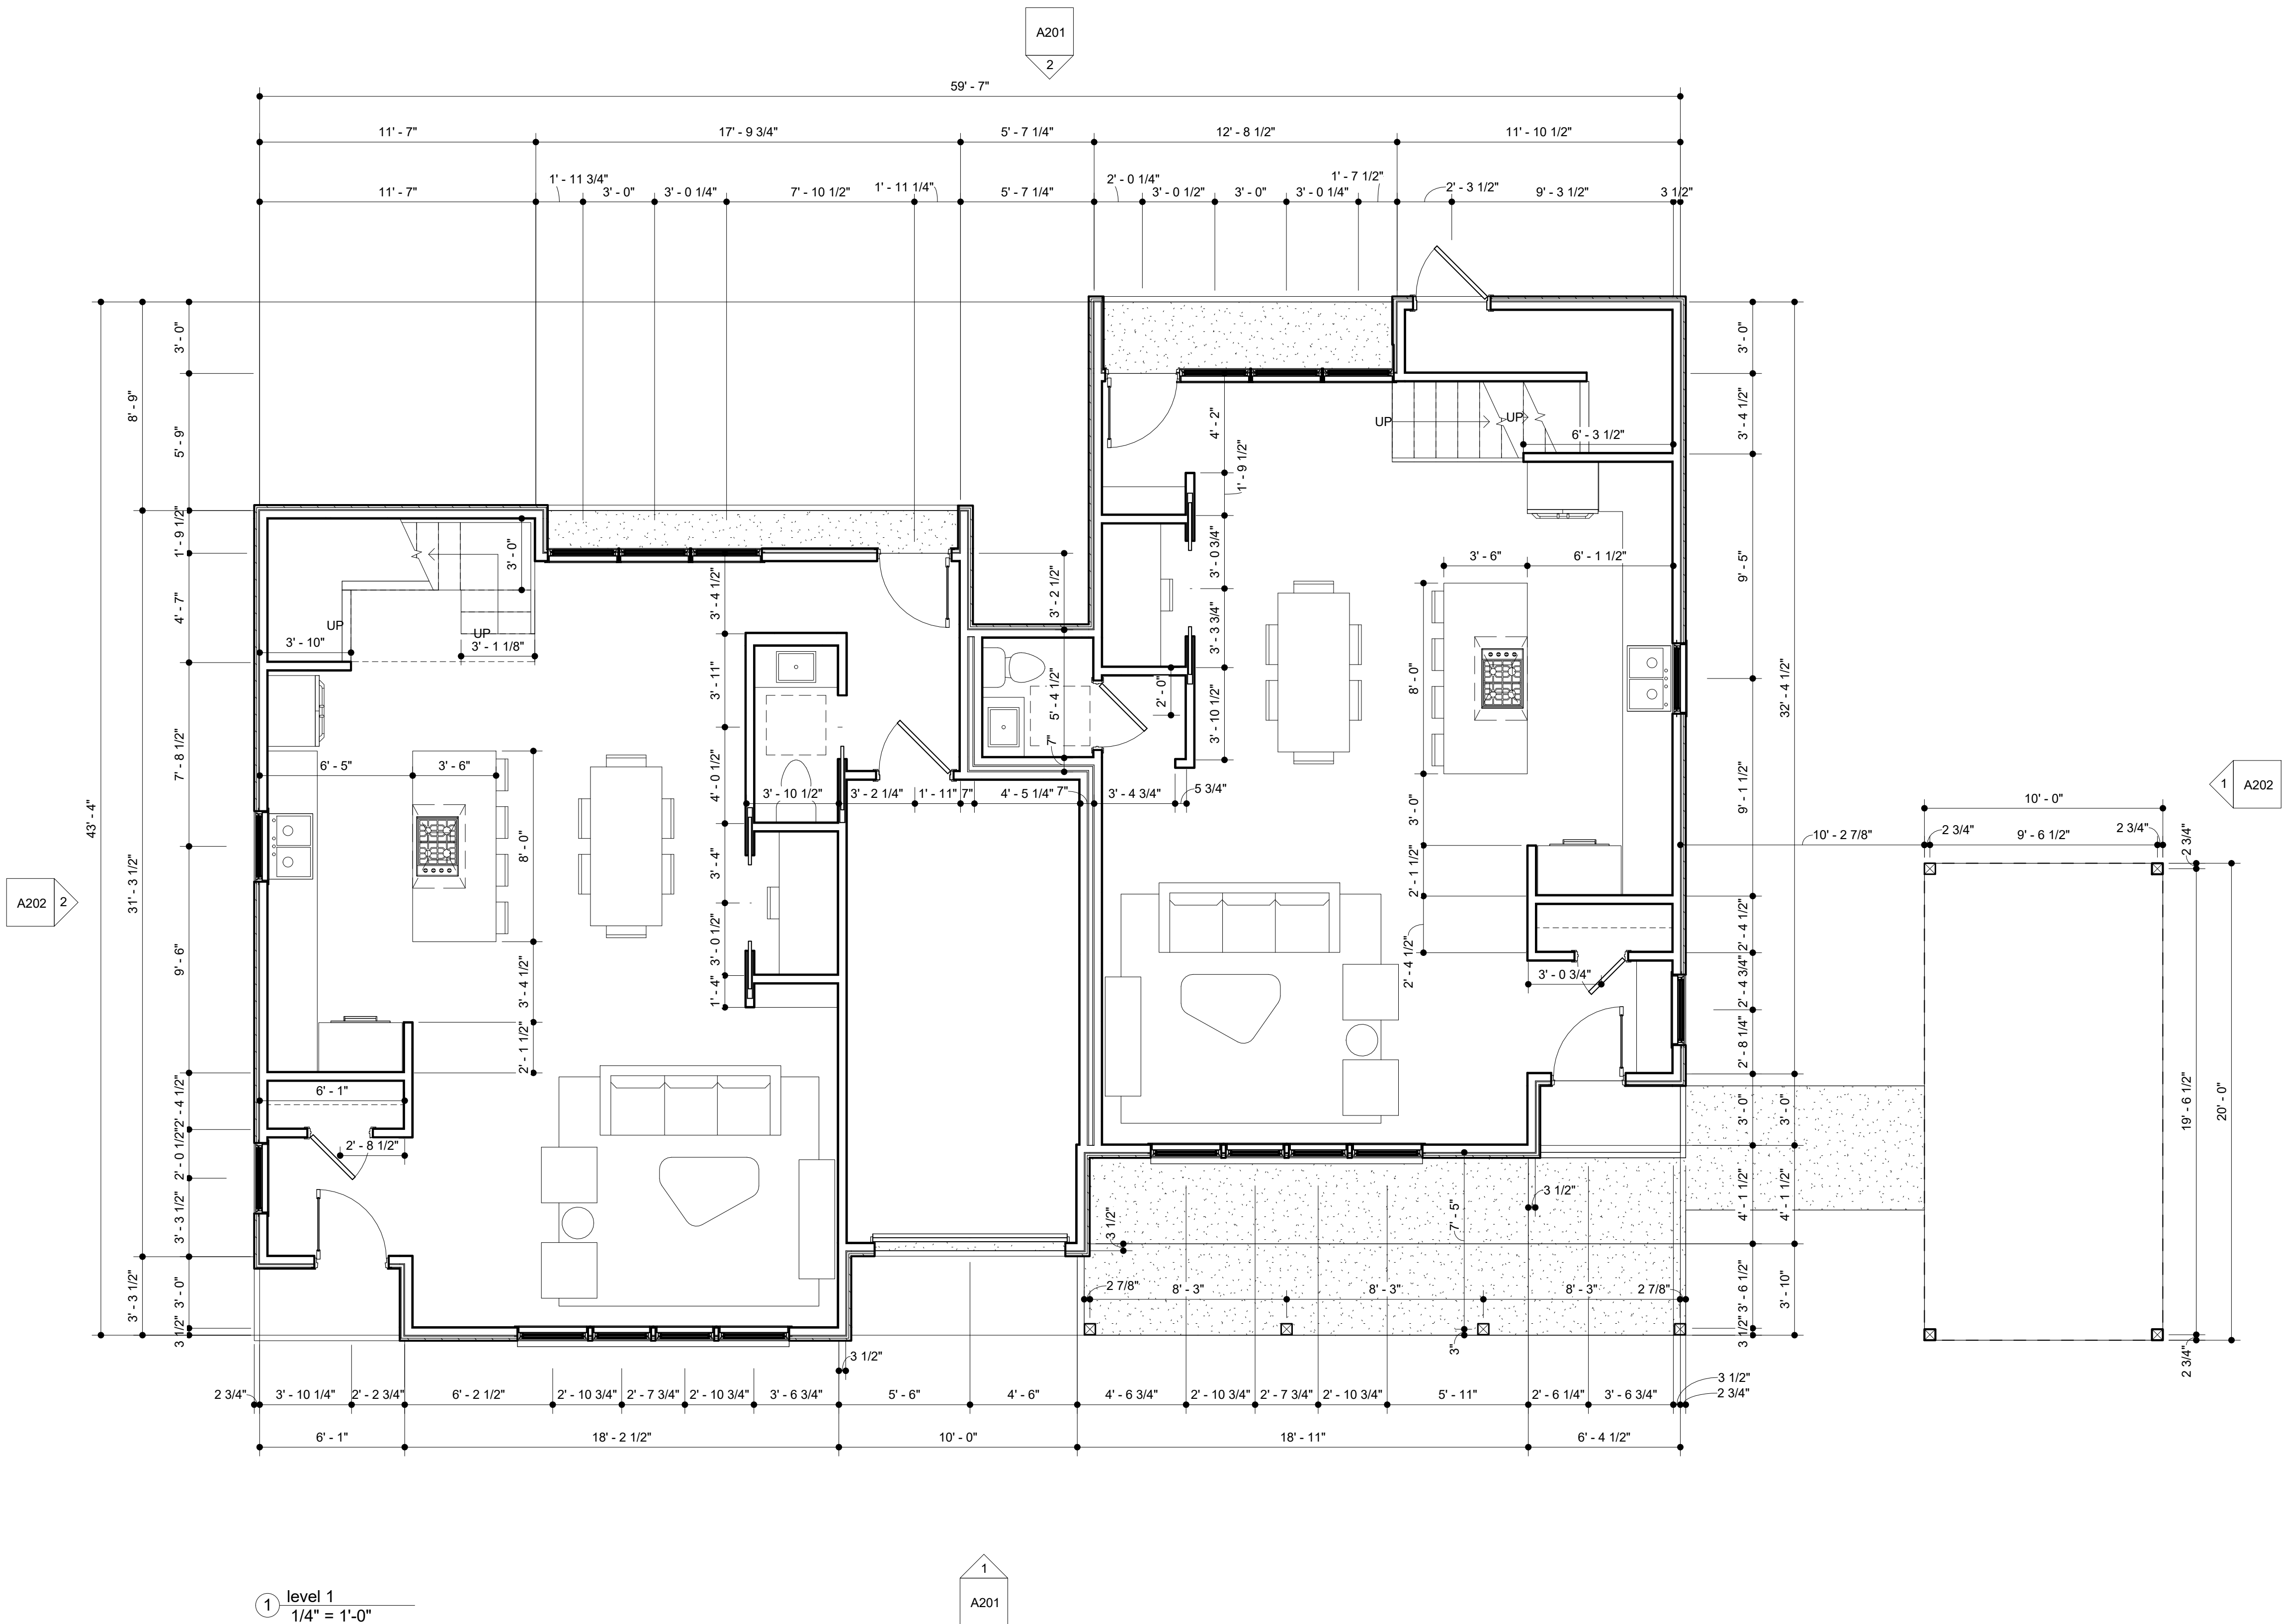 A201
2
59' - 7"
11' - 7"
17' - 9 3/4"
5' - 7 1/4"
12' - 8 1/2"
11' - 10 1/2"
11' - 7"
1' - 11 3/4"
3' - 0"
3' - 0 1/4"
7' - 10 1/2"
1' - 11 1/4"
5' - 7 1/4"
2' - 0 1/4"
3' - 0 1/2"
3' - 0"
3' - 0 1/4"
1' - 7 1/2"
2' - 3 1/2"
9' - 3 1/2"
3 1/2"
43' - 4"
8' - 9"
31' - 3 1/2"
3' - 3 1/2"
3' - 0"
5' - 9"
1' - 9 1/2"
4' - 7"
7' - 8 1/2"
9' - 6"
2' - 4 1/2"
2' - 0 1/2"
3' - 3 1/2"
3' - 0"
3 1/2"
A202
2
UP
3' - 10"
UP
3' - 1 1/8"
3' - 0"
6' - 5"
3' - 6"
8' - 0"
3' - 4 1/2"
2' - 1 1/2"
6' - 1"
2' - 8 1/2"
3' - 4 1/2"
3' - 11"
4' - 0 1/2"
3' - 4"
3' - 0 1/2"
1' - 4"
3' - 10 1/2"
3' - 2 1/4"
1' - 11"
7"
4' - 5 1/4"
7"
3' - 4 3/4"
5 3/4"
3' - 2 1/2"
5' - 4 1/2"
7"
2' - 0"
4' - 2"
1' - 9 1/2"
3' - 0 3/4"
3' - 3 3/4"
3' - 10 1/2"
UP
UP
6' - 3 1/2"
3' - 6"
6' - 1 1/2"
8' - 0"
3' - 0"
2' - 1 1/2"
2' - 4 1/2"
3' - 0 3/4"
3' - 0"
3' - 4 1/2"
9' - 5"
9' - 1 1/2"
2' - 4 1/2"
2' - 4 3/4"
2' - 8 1/4"
3' - 0"
4' - 1 1/2"
3' - 6 1/2"
3 1/2"
32' - 4 1/2"
3' - 0"
4' - 1 1/2"
3' - 10"
1
A202
10' - 0"
10' - 2 7/8"
2 3/4"
9' - 6 1/2"
2 3/4"
2 3/4"
19' - 6 1/2"
20' - 0"
2 3/4"
3 1/2"
7' - 5"
3 1/2"
2 7/8"
8' - 3"
8' - 3"
8' - 3"
2 7/8"
3"
3 1/2"
2 3/4"
3' - 10 1/4"
2' - 2 3/4"
6' - 2 1/2"
2' - 10 3/4"
2' - 7 3/4"
2' - 10 3/4"
3' - 6 3/4"
5' - 6"
4' - 6"
4' - 6 3/4"
2' - 10 3/4"
2' - 7 3/4"
2' - 10 3/4"
5' - 11"
2' - 6 1/4"
3' - 6 3/4"
3 1/2"
2 3/4"
6' - 1"
18' - 2 1/2"
10' - 0"
18' - 11"
6' - 4 1/2"
1
A201
1
level 1
1/4" = 1'-0"